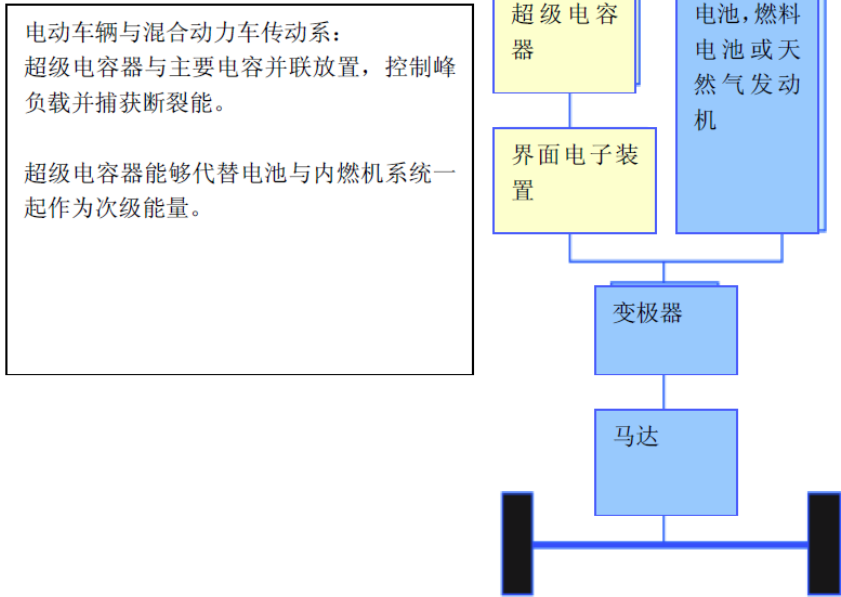 电动车辆与混合动力车传动系：
超级电容器与主要电容并联放置，控制峰
负载并捕获断裂能。
超级电容器能够代替电池与内燃机系统一
起作为次级能量。
超级电容
器
电池，燃料
电池或天
然气发动
机
界面电子装
置
变极器
马达